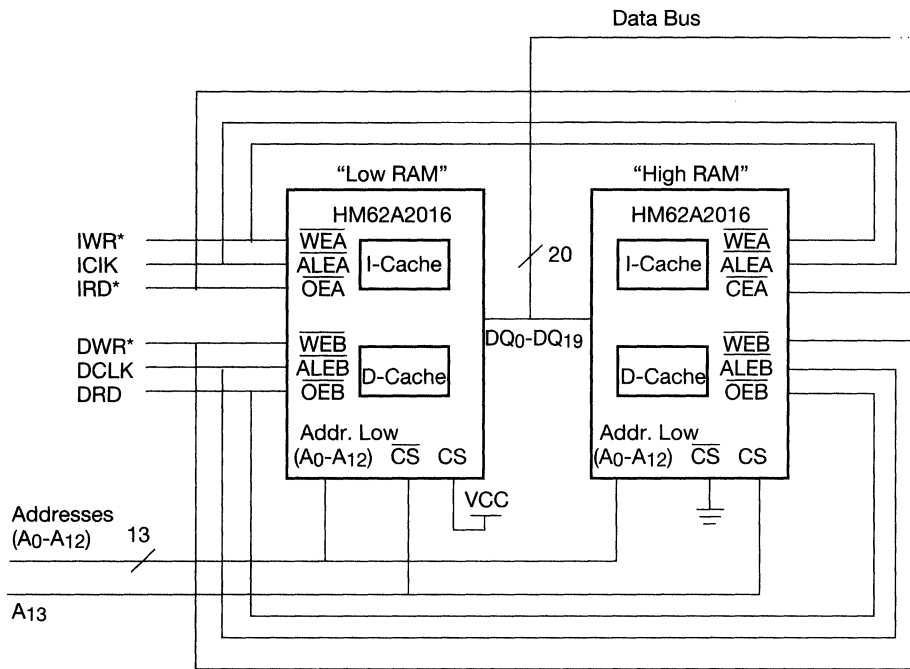 Data Bus
"Low RAM"
"High RAM"
HM62A2016
HM62A2016
IWR*
ICIK
IRD*
WEA
ALEA
OEA
I-Cache
20
I-Cache
WEA
ALEA
CEA
DWR*
DCLK
DRD
WEB
ALEB
OEB
D-Cache
DQ0-DQ19
D-Cache
WEB
ALEB
OEB
Addr. Low
(A0-A12) CS CS
Addr. Low
(A0-A12) CS CS
VCC
Addresses
(A0-A12)
13
A13